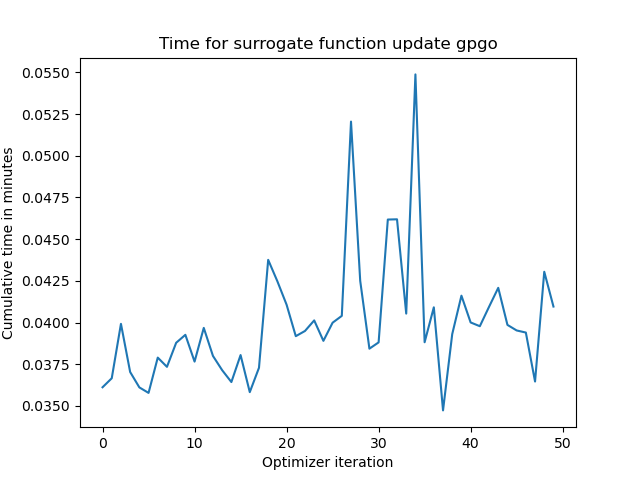 Time for surrogate function update gpgo
Cumulative time in minutes
0.0550
0.0525
0.0500
0.0475
0.0450
0.0425
0.0400
0.0375
0.0350
0 10 20 30 40 50
Optimizer iteration